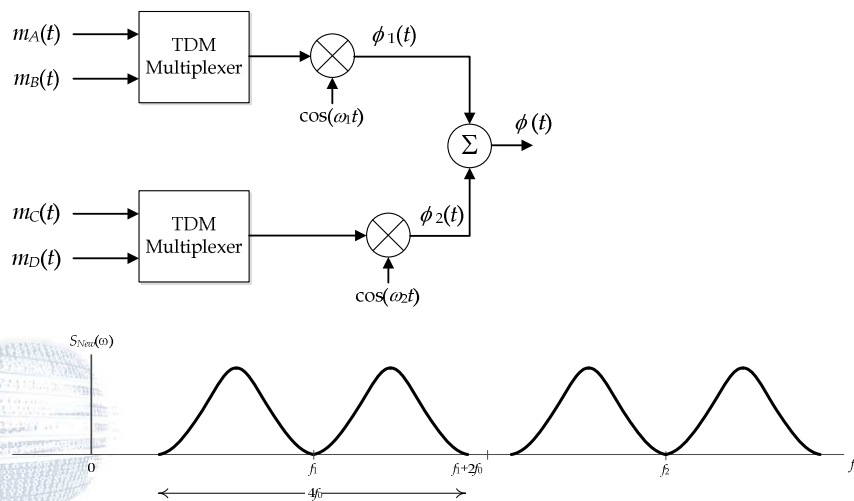 m_A(t)
m_B(t)
TDM
Multiplexer
ϕ_1(t)
cos(ω_1t)
Σ
ϕ(t)
m_C(t)
m_D(t)
TDM
Multiplexer
ϕ_2(t)
cos(ω_2t)
S_New(ω)
0
f_1
f_1+2f_0
f_2
f
4f_0